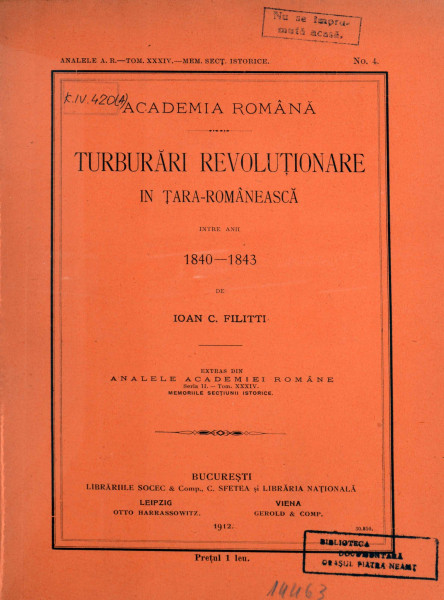 Nu se împru-
mută acasă.
ANALELE A. R.—TOM. XXXIV.—MEM. SECȚ. ISTORICE. No. 4.
K.IV.420(A)
ACADEMIA ROMÂNĂ
TURBURĂRI REVOLUȚIONARE
IN ȚARA-ROMÂNEASCĂ
INTRE ANII
1840—1843
DE
IOAN C. FILITTI
EXTRAS DIN
ANALELE ACADEMIEI ROMÂNE
Seria II. — Tom. XXXIV.
MEMORIILE SECȚIUNII ISTORICE.
BUCUREȘTI
LIBRĂRIILE SOCEC & Comp., C. SFETEA și LIBRĂRIA NAȚIONALĂ
LEIPZIG VIENA
OTTO HARRASSOWITZ. GEROLD & COMP.
1912.
BIBLIOTECA
DOCUMENTARĂ
ORAȘUL PIATRA NEAMȚ
Prețul 1 leu.
14463